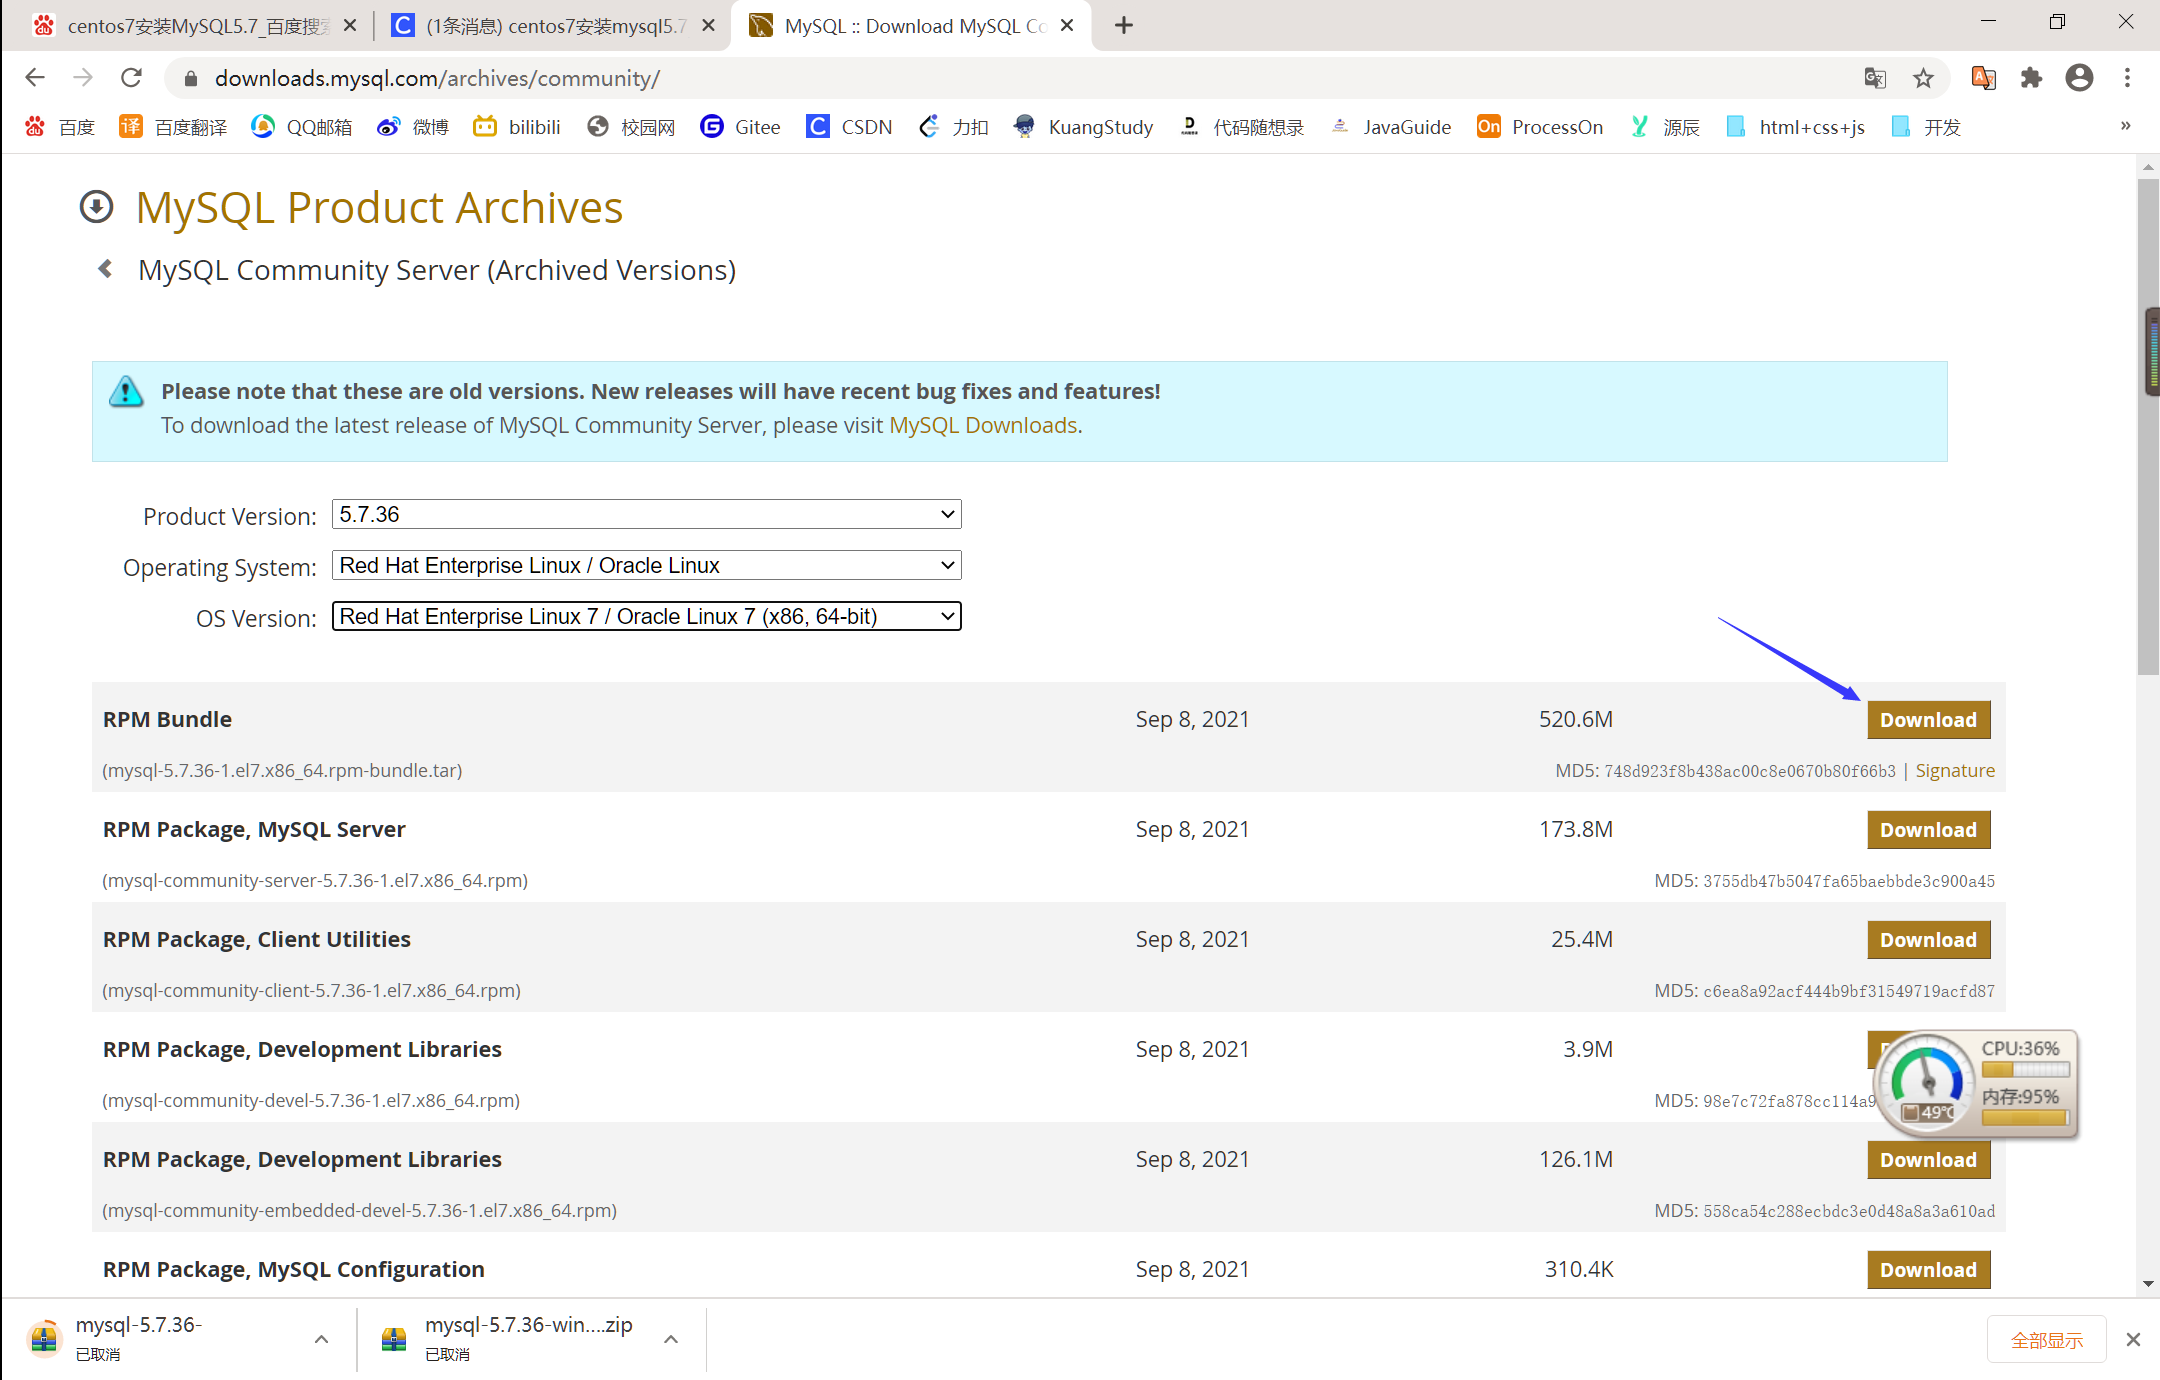 centos7安装MySQL5.7_百度搜索
(1条消息) centos7安装mysql5.7
MySQL :: Download MySQL Co
downloads.mysql.com/archives/community/
百度
百度翻译
QQ邮箱
微博
bilibili
校园网
Gitee
CSDN
力扣
KuangStudy
代码随想录
JavaGuide
ProcessOn
源辰
html+css+js
开发
»
MySQL Product Archives
MySQL Community Server (Archived Versions)
Please note that these are old versions. New releases will have recent bug fixes and features!
To download the latest release of MySQL Community Server, please visit MySQL Downloads.
Product Version: 5.7.36
Operating System: Red Hat Enterprise Linux / Oracle Linux
OS Version: Red Hat Enterprise Linux 7 / Oracle Linux 7 (x86, 64-bit)
RPM Bundle Sep 8, 2021 520.6M Download
(mysql-5.7.36-1.el7.x86_64.rpm-bundle.tar) MD5: 748d923f8b438ac00c8e0670b80f66b3 | Signature
RPM Package, MySQL Server Sep 8, 2021 173.8M Download
(mysql-community-server-5.7.36-1.el7.x86_64.rpm) MD5: 3755db47b5047fa65baebbde3c900a45
RPM Package, Client Utilities Sep 8, 2021 25.4M Download
(mysql-community-client-5.7.36-1.el7.x86_64.rpm) MD5: c6ea8a92acf444b9bf31549719acfd87
RPM Package, Development Libraries Sep 8, 2021 3.9M
CPU:36%
内存:95%
49℃
(mysql-community-devel-5.7.36-1.el7.x86_64.rpm) MD5: 98e7c72fa878cc114a9
RPM Package, Development Libraries Sep 8, 2021 126.1M Download
(mysql-community-embedded-devel-5.7.36-1.el7.x86_64.rpm) MD5: 558ca54c288ecbdc3e0d48a8a3a610ad
RPM Package, MySQL Configuration Sep 8, 2021 310.4K Download
mysql-5.7.36-
已取消
mysql-5.7.36-win....zip
已取消
全部显示